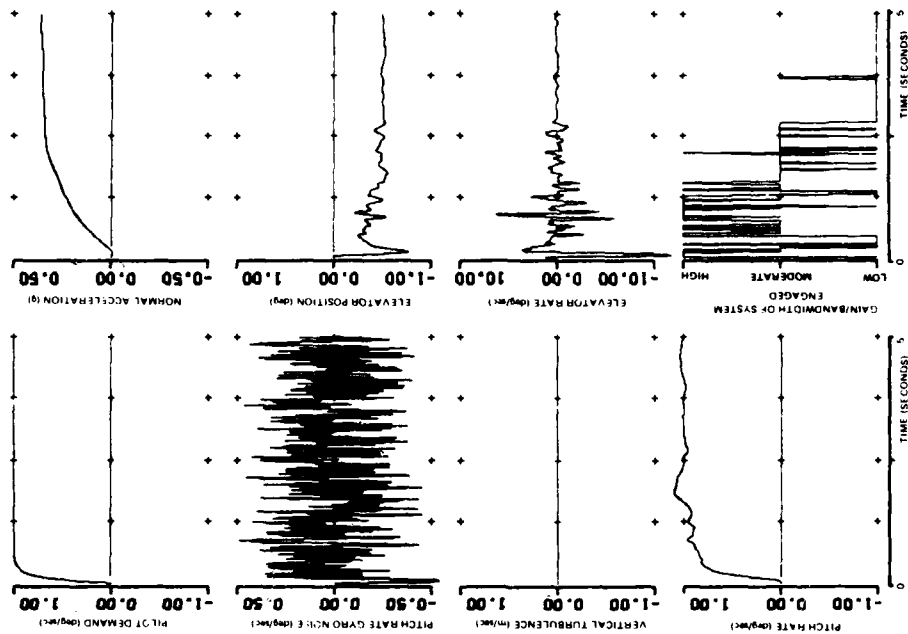 PILOT DEMAND (deg/sec)
1.00
0.00
-1.00
PITCH RATE GYRO NOISE (deg/sec)
0.50
0.00
-0.50
VERTICAL TURBULENCE (m/sec)
1.00
0.00
-1.00
PITCH RATE (deg/sec)
1.00
0.00
-1.00
0
5
TIME (SECONDS)
NORMAL ACCELERATION (g)
0.50
0.00
-0.50
ELEVATOR POSITION (deg)
1.00
0.00
-1.00
ELEVATOR RATE (deg/sec)
10.00
0.00
-10.00
GAIN/BANDWIDTH OF SYSTEM
ENGAGED
HIGH
MODERATE
LOW
0
5
TIME (SECONDS)